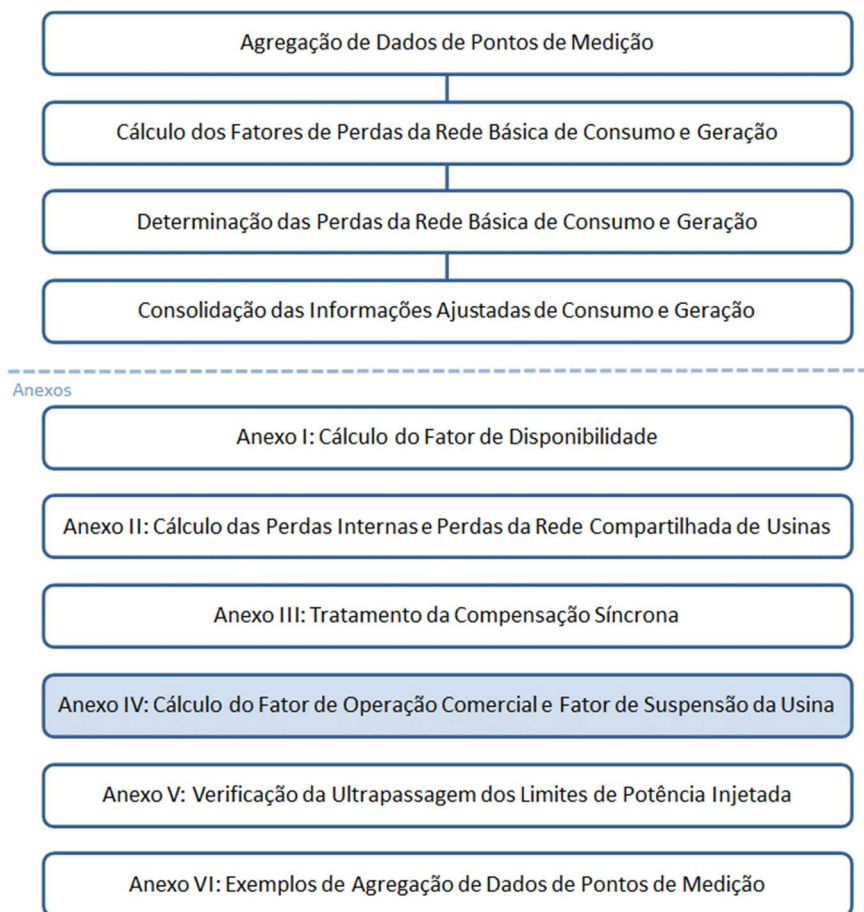 Agregação de Dados de Pontos de Medição
Cálculo dos Fatores de Perdas da Rede Básica de Consumo e Geração
Determinação das Perdas da Rede Básica de Consumo e Geração
Consolidação das Informações Ajustadas de Consumo e Geração
Anexos
Anexo I: Cálculo do Fator de Disponibilidade
Anexo II: Cálculo das Perdas Internas e Perdas da Rede Compartilhada de Usinas
Anexo III: Tratamento da Compensação Síncrona
Anexo IV: Cálculo do Fator de Operação Comercial e Fator de Suspensão da Usina
Anexo V: Verificação da Ultrapassagem dos Limites de Potência Injetada
Anexo VI: Exemplos de Agregação de Dados de Pontos de Medição